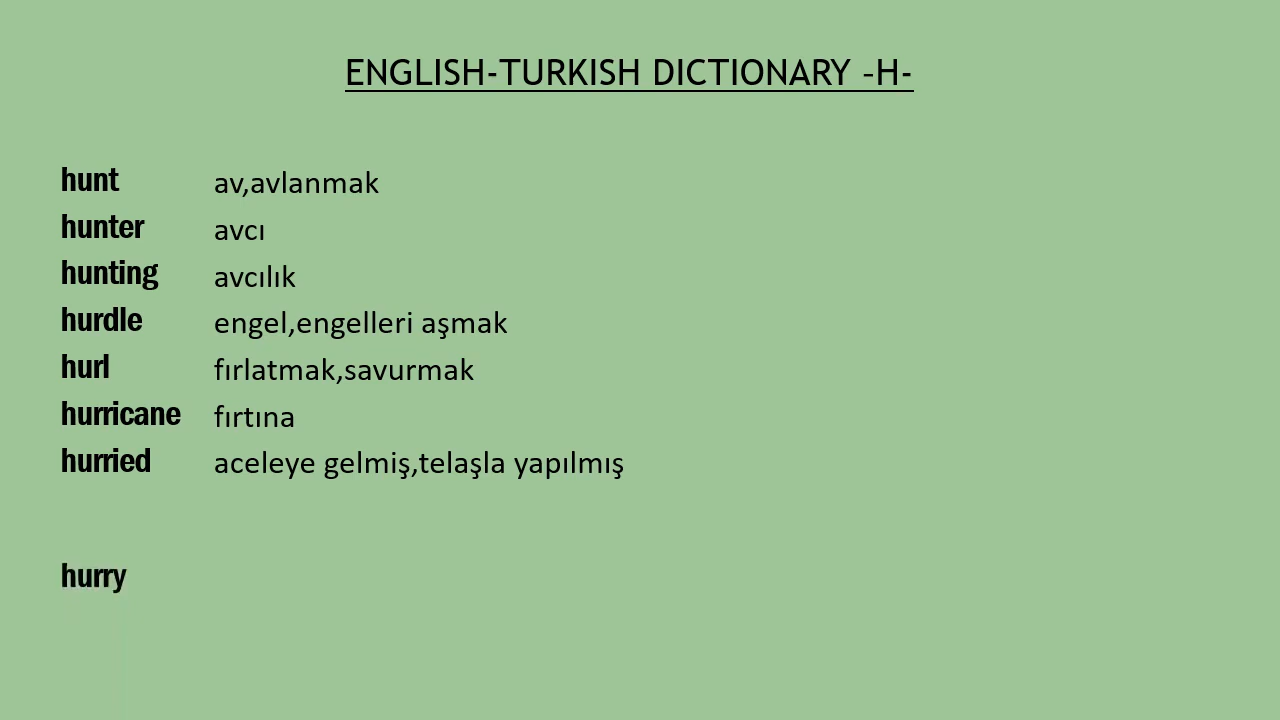 ENGLISH-TURKISH DICTIONARY –H-
hunt av,avlanmak
hunter avcı
hunting avcılık
hurdle engel,engelleri aşmak
hurl fırlatmak,savurmak
hurricane fırtına
hurried aceleye gelmiş,telaşla yapılmış
hurry